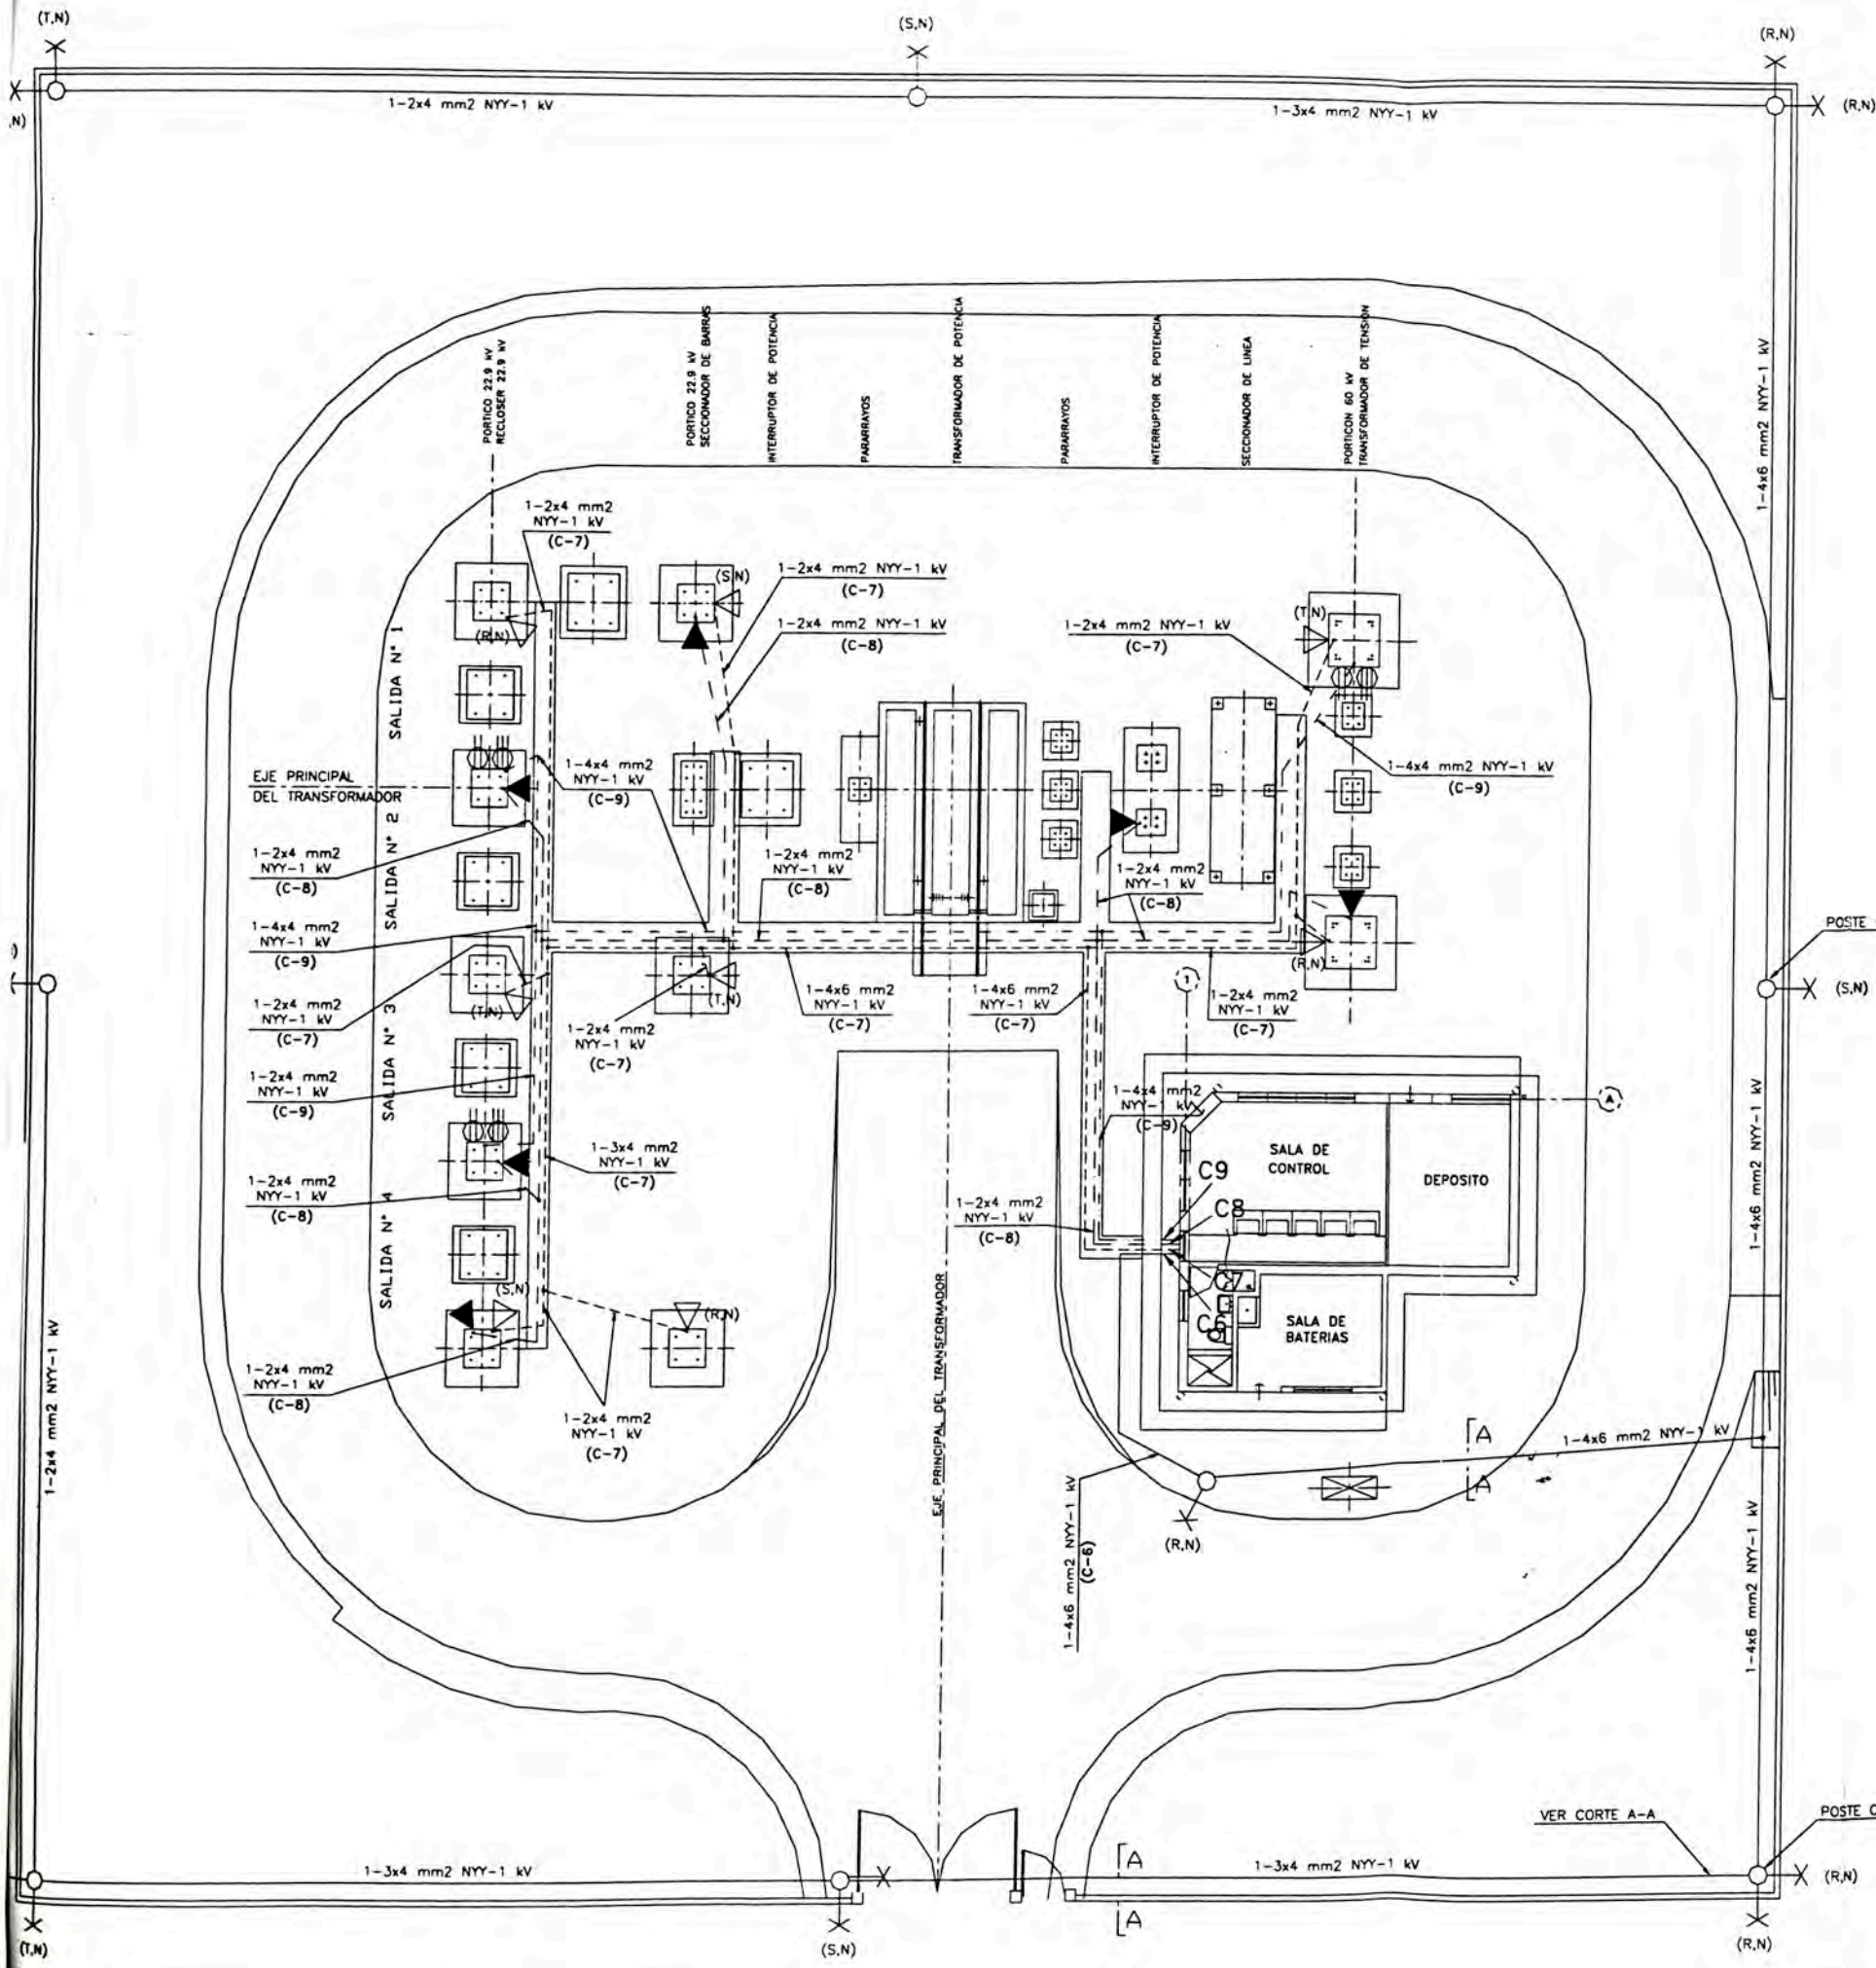 (T,N)
(S,N)
(R,N)
,N)
1-2x4 mm2 NYY-1 kV
1-3x4 mm2 NYY-1 kV
(R,N)
1-4x6 mm2 NYY-1 kV
PORTICO 22.9 kV
RECLOSER 22.9 kV
PORTICO 22.9 kV
SECCIONADOR DE BARRAS
INTERRUPTOR DE POTENCIA
PARARRAYOS
TRANSFORMADOR DE POTENCIA
PARARRAYOS
INTERRUPTOR DE POTENCIA
SECCIONADOR DE LINEA
PORTICON 60 kV
TRANSFORMADOR DE TENSION
1-2x4 mm2
NYY-1 kV
(C-7)
(S,N)
1-2x4 mm2 NYY-1 kV
(C-7)
1-2x4 mm2 NYY-1 kV
(C-8)
1-2x4 mm2 NYY-1 kV
(C-7)
(T,N)
(R,N)
SALIDA N° 1
EJE PRINCIPAL
DEL TRANSFORMADOR
1-4x4 mm2
NYY-1 kV
(C-9)
1-4x4 mm2 NYY-1 kV
(C-9)
SALIDA N° 2
1-2x4 mm2
NYY-1 kV
(C-8)
1-2x4 mm2
NYY-1 kV
(C-8)
1-2x4 mm2
NYY-1 kV
(C-8)
1-4x4 mm2
NYY-1 kV
(C-9)
POSTE
(R,N)
(S,N)
1-2x4 mm2
NYY-1 kV
(C-7)
(T,N)
(T,N)
SALIDA N° 3
1-2x4 mm2
NYY-1 kV
(C-7)
1-4x6 mm2
NYY-1 kV
(C-7)
1-4x6 mm2
NYY-1 kV
(C-7)
1
1-2x4 mm2
NYY-1 kV
(C-7)
1-2x4 mm2
NYY-1 kV
(C-9)
1-4x4 mm2
NYY-1 kV
(C-9)
A
SALA DE
CONTROL
DEPOSITO
C9
C8
C7
C6
SALA DE
BATERIAS
1-3x4 mm2
NYY-1 kV
(C-7)
1-2x4 mm2
NYY-1 kV
(C-8)
SALIDA N° 4
1-2x4 mm2
NYY-1 kV
(C-8)
1-4x6 mm2 NYY-1 kV
(S,N)
(R,N)
1-2x4 mm2 NYY-1 kV
1-2x4 mm2
NYY-1 kV
(C-8)
1-2x4 mm2
NYY-1 kV
(C-7)
EJE PRINCIPAL DEL TRANSFORMADOR
A
A
1-4x6 mm2 NYY-1 kV
1-4x6 mm2 NYY-1 kV
(C-6)
(R,N)
1-4x6 mm2 NYY-1 kV
VER CORTE A-A
POSTE
1-3x4 mm2 NYY-1 kV
A
1-3x4 mm2 NYY-1 kV
(R,N)
A
(T,N)
(S,N)
(R,N)